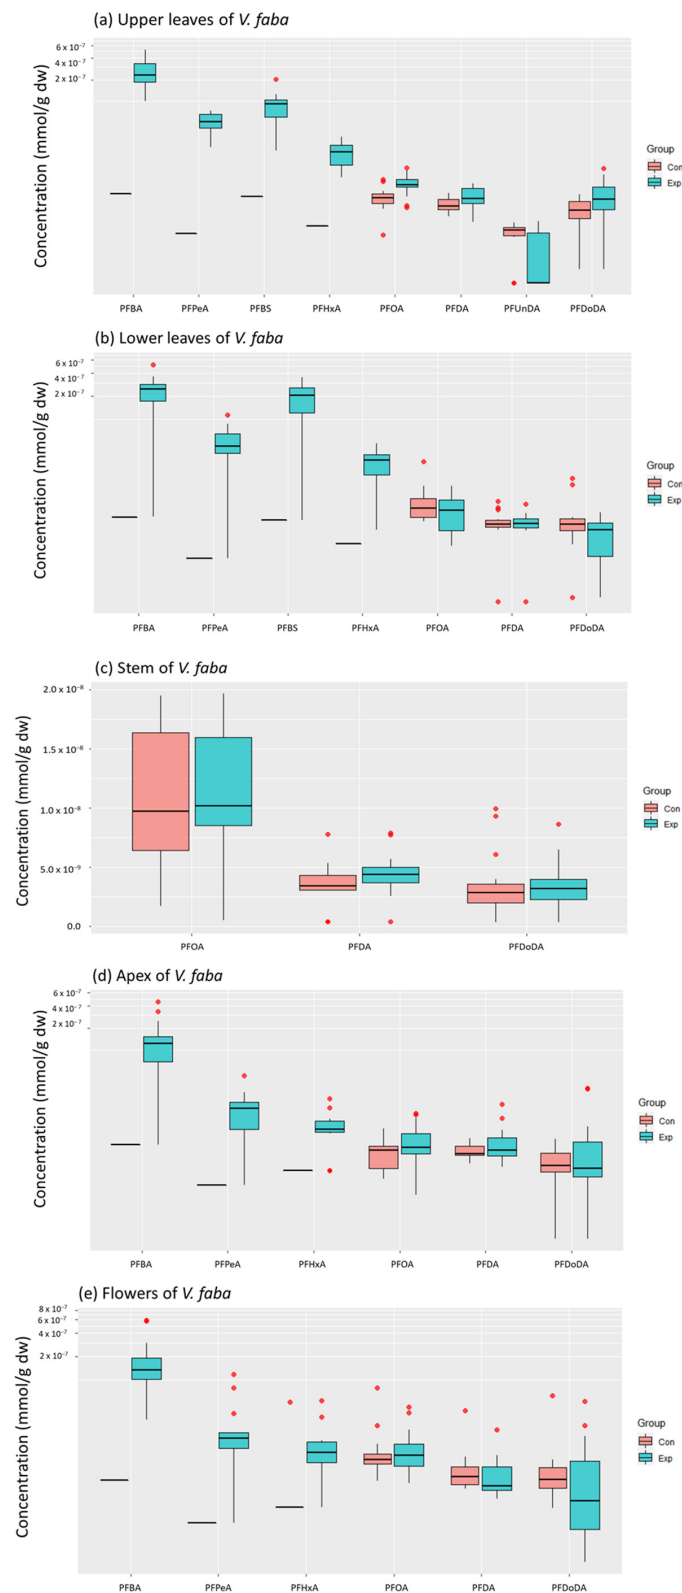 (a) Upper leaves of V. faba
Concentration (mmol/g dw)
6 x 10⁻⁷
4 x 10⁻⁷
2 x 10⁻⁷
Group
Con
Exp
PFBA PFPeA PFBS PFHxA PFOA PFDA PFUnDA PFDoDA
(b) Lower leaves of V. faba
Concentration (mmol/g dw)
6 x 10⁻⁷
4 x 10⁻⁷
2 x 10⁻⁷
Group
Con
Exp
PFBA PFPeA PFBS PFHxA PFOA PFDA PFDoDA
(c) Stem of V. faba
Concentration (mmol/g dw)
2.0 x 10⁻⁸
1.5 x 10⁻⁸
1.0 x 10⁻⁸
5.0 x 10⁻⁹
0.0
Group
Con
Exp
PFOA PFDA PFDoDA
(d) Apex of V. faba
Concentration (mmol/g dw)
6 x 10⁻⁷
4 x 10⁻⁷
2 x 10⁻⁷
Group
Con
Exp
PFBA PFPeA PFHxA PFOA PFDA PFDoDA
(e) Flowers of V. faba
Concentration (mmol/g dw)
8 x 10⁻⁷
6 x 10⁻⁷
4 x 10⁻⁷
2 x 10⁻⁷
Group
Con
Exp
PFBA PFPeA PFHxA PFOA PFDA PFDoDA